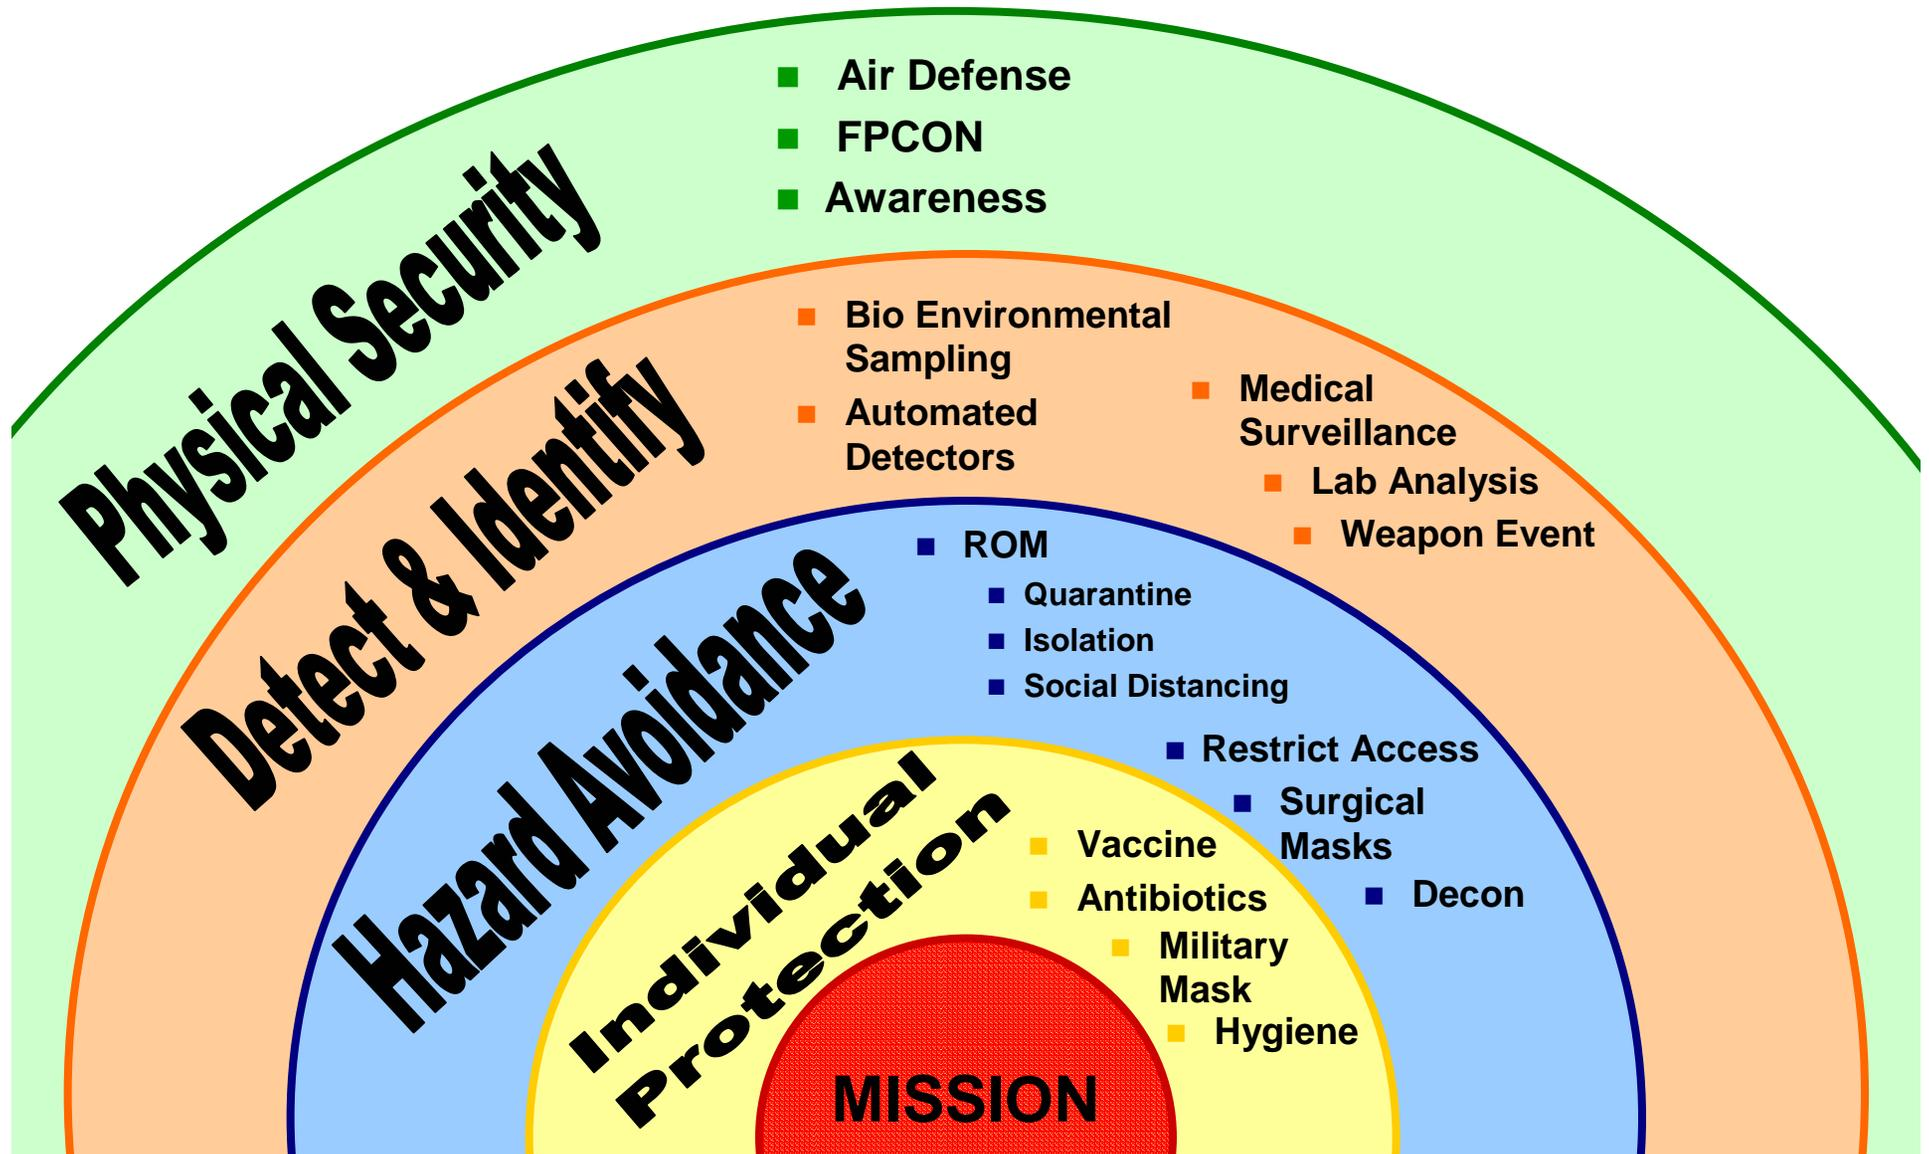 Physical Security
Air Defense
FPCON
Awareness
Detect & Identify
Bio Environmental
Sampling
Automated
Detectors
Medical
Surveillance
Lab Analysis
Weapon Event
Hazard Avoidance
ROM
Quarantine
Isolation
Social Distancing
Restrict Access
Surgical
Masks
Decon
Individual
Protection
Vaccine
Antibiotics
Military
Mask
Hygiene
MISSION